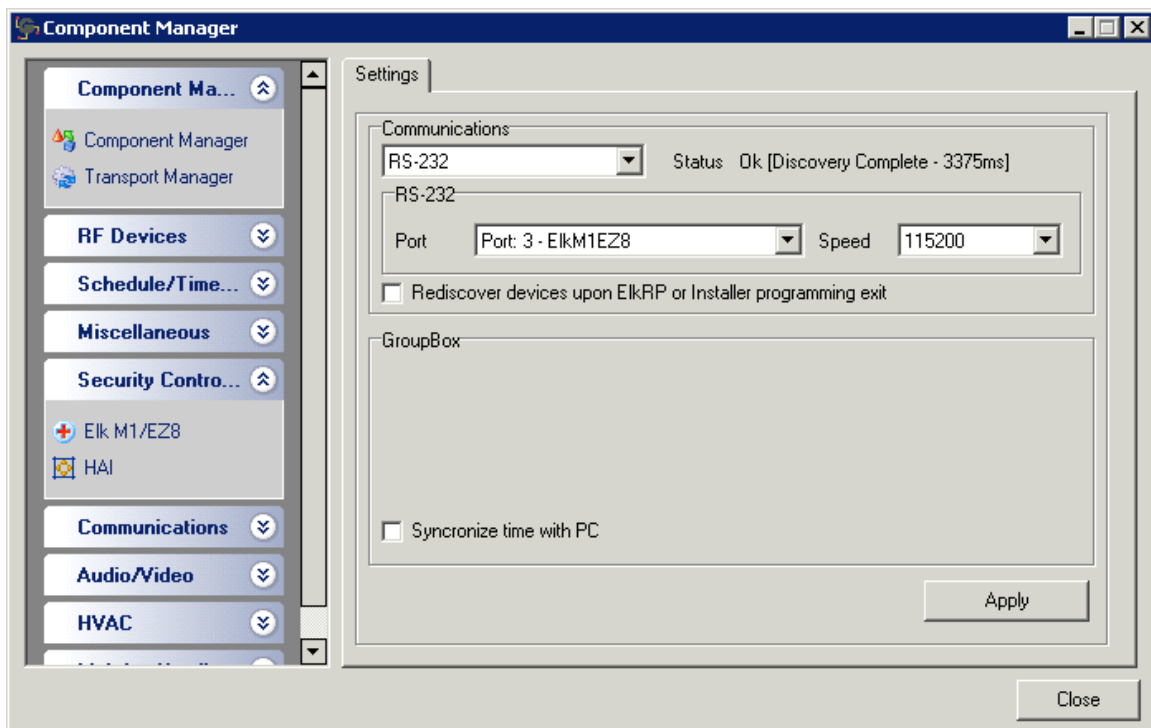 Component Manager
Component Ma...
Component Manager
Transport Manager
RF Devices
Schedule/Time...
Miscellaneous
Security Contro...
Elk M1/EZ8
HAI
Communications
Audio/Video
HVAC
Settings
Communications
RS-232 Status Ok [Discovery Complete - 3375ms]
RS-232
Port Port: 3 - ElkM1EZ8 Speed 115200
Rediscover devices upon ElkRP or Installer programming exit
GroupBox
Syncronize time with PC
Apply
Close